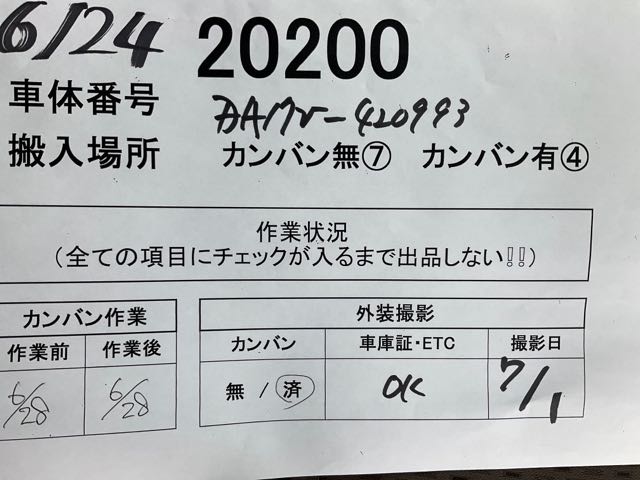 6/24 20200
車体番号 BAMV-420993
搬入場所 カンバン無⑦ カンバン有④
作業状況
(全ての項目にチェックが入るまで出品しない!!)
カンバン作業
作業前 作業後
6/28 6/28
外装撮影
カンバン 車庫証・ETC 撮影日
無 / 済 OK 7/1